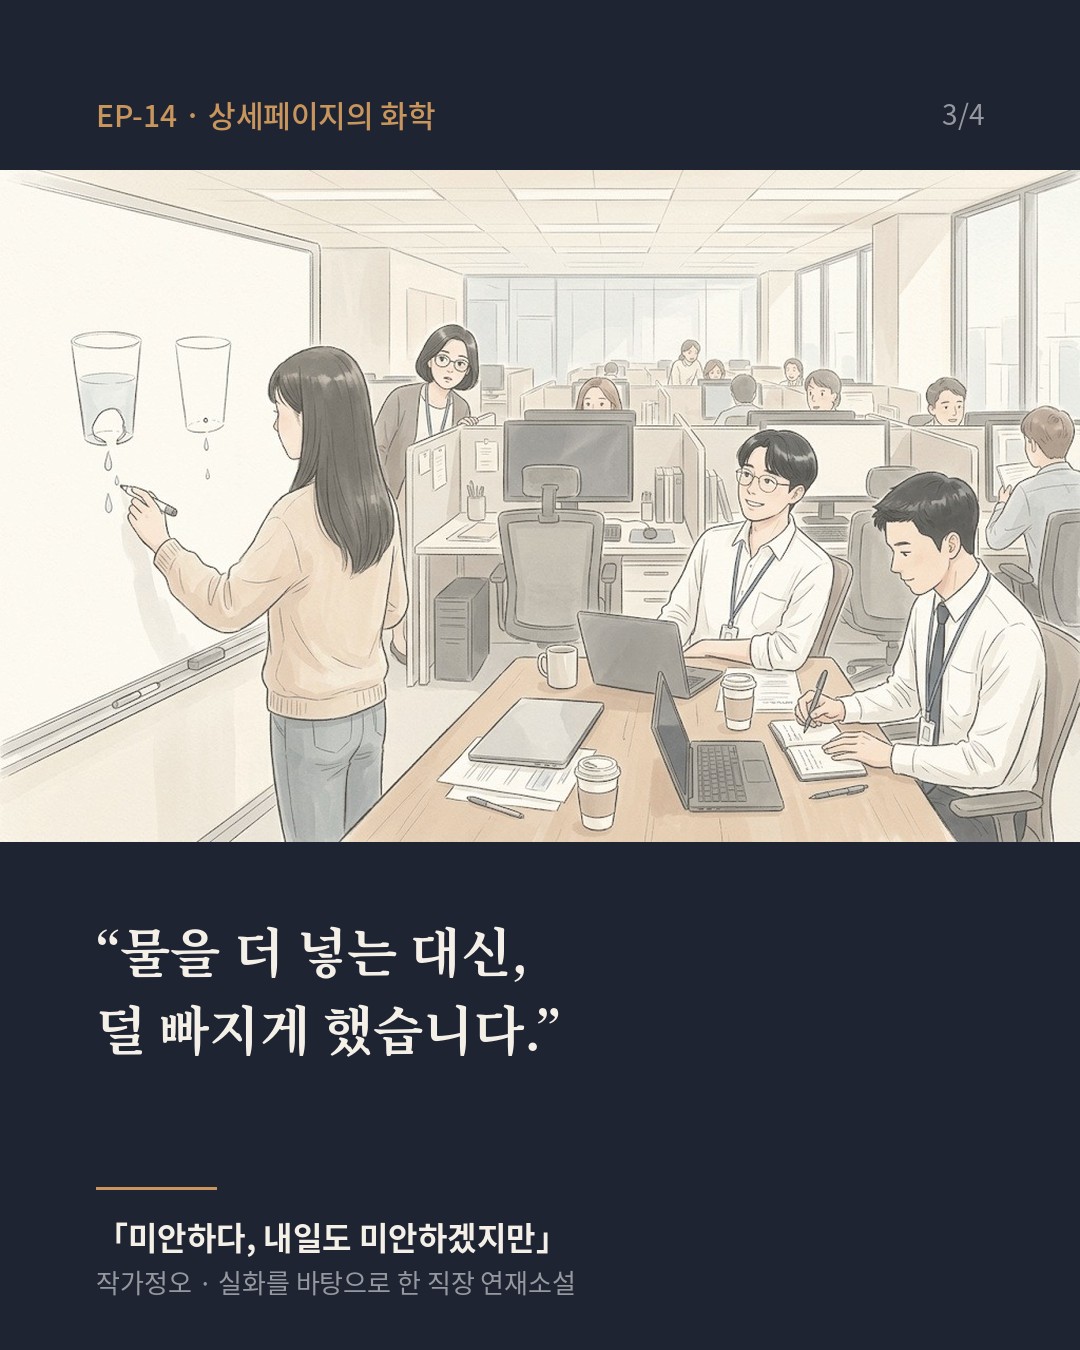 EP-14 · 상세페이지의 화학
3/4
“물을 더 넣는 대신,
덜 빠지게 했습니다.”
「미안하다, 내일도 미안하겠지만」
작가정오 · 실화를 바탕으로 한 직장 연재소설